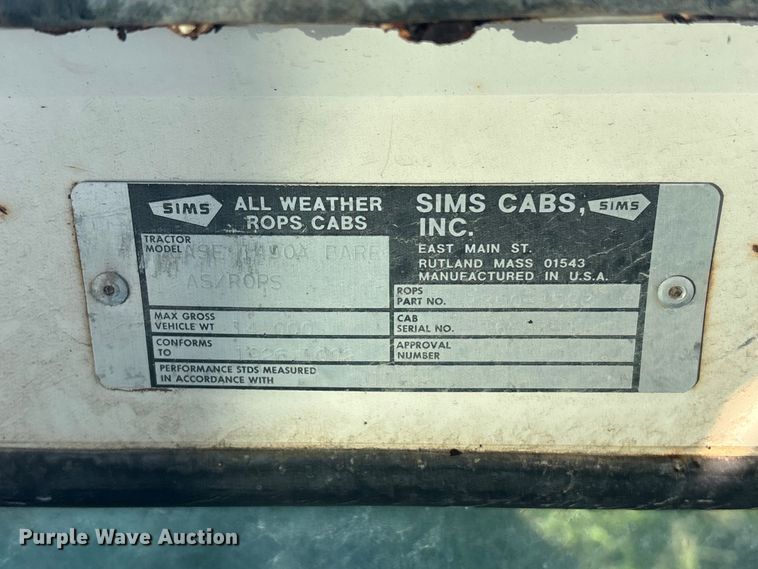 SIMS
ALL WEATHER
ROPS CABS
SIMS CABS,
INC.
SIMS
EAST MAIN ST.
RUTLAND MASS 01543
MANUFACTURED IN U.S.A.
TRACTOR
MODEL
AS/ROPS
ROPS
PART NO.
MAX GROSS
VEHICLE WT
CAB
SERIAL NO.
CONFORMS
TO
APPROVAL
NUMBER
PERFORMANCE STDS MEASURED
IN ACCORDANCE WITH
Purple Wave Auction